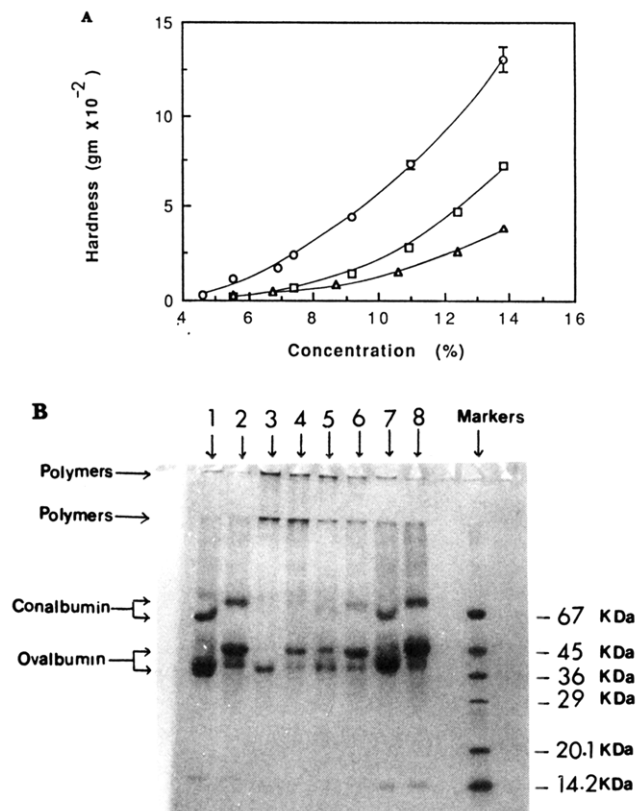 A
15
10
5
0
Hardness (gm X10-2)
4 6 8 10 12 14 16
Concentration (%)
B
1 2 3 4 5 6 7 8 Markers
Polymers
Polymers
Conalbumin
Ovalbumin
- 67 KDa
- 45 KDa
- 36 KDa
- 29 KDa
- 20.1 KDa
- 14.2 KDa